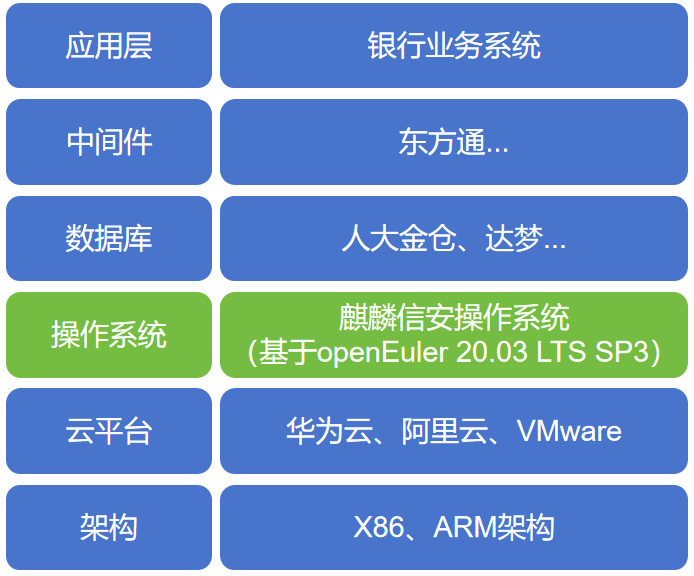 应用层
银行业务系统
中间件
东方通...
数据库
人大金仓、达梦...
操作系统
麒麟信安操作系统
（基于openEuler 20.03 LTS SP3）
云平台
华为云、阿里云、VMware
架构
X86、ARM架构